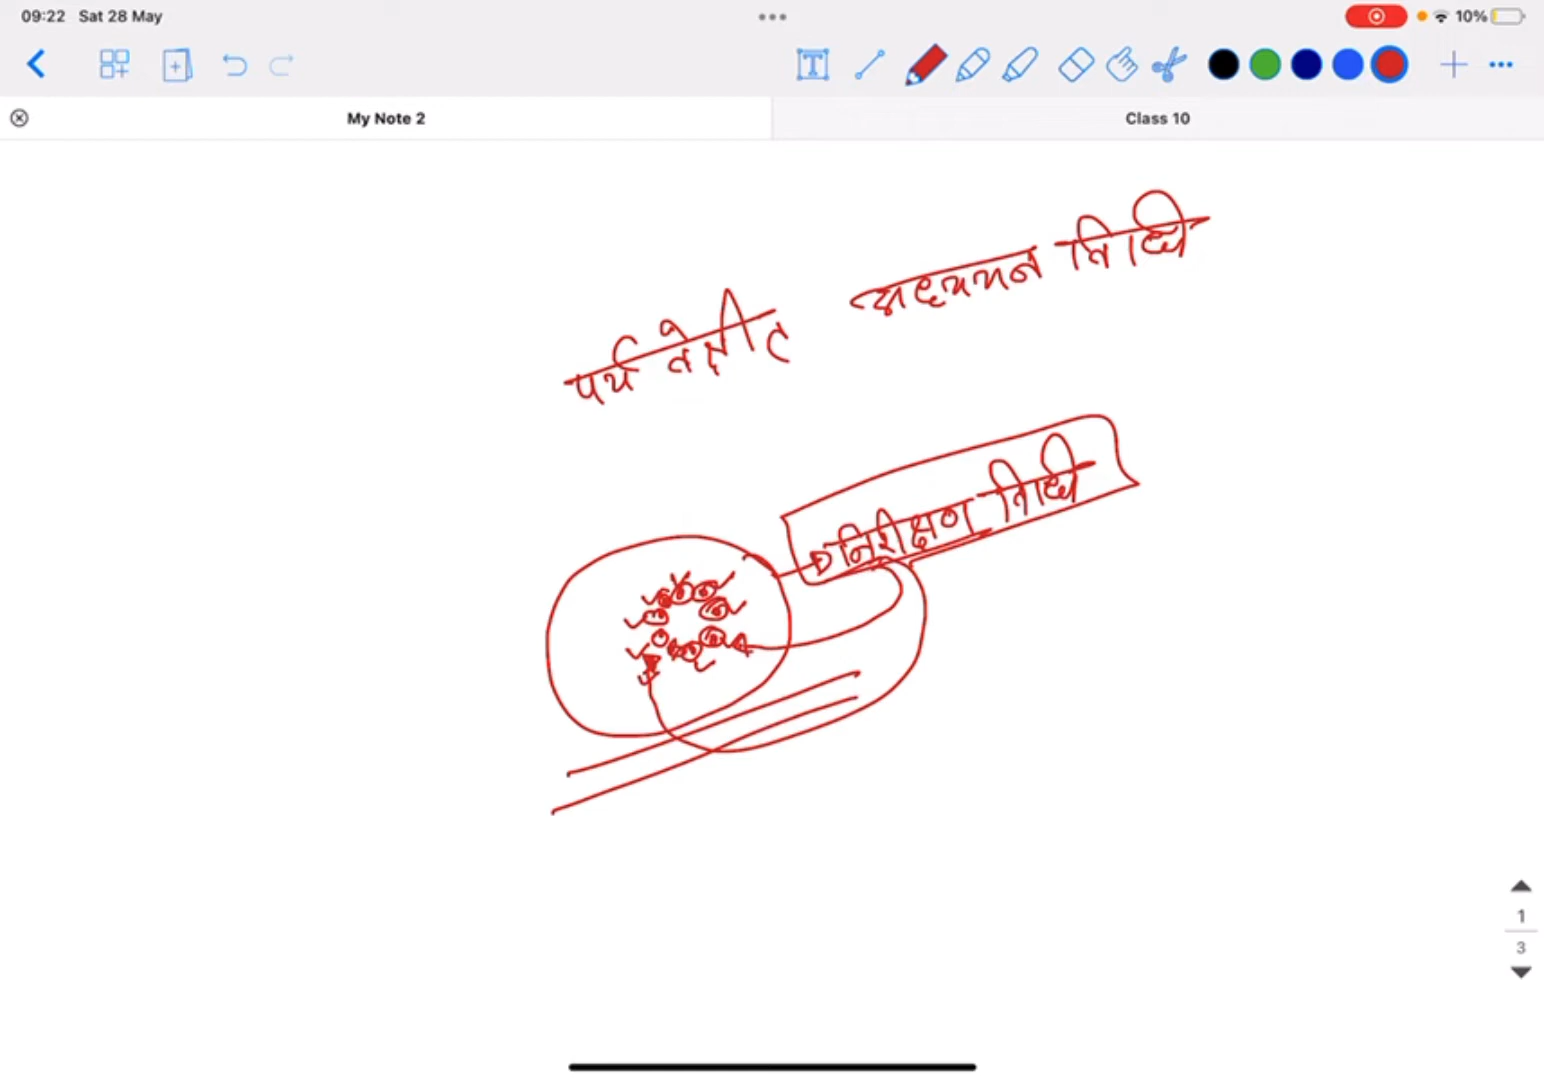 09:22 Sat 28 May
10%
My Note 2
Class 10
अध्ययन विधि
निरीक्षण विधि
1
3